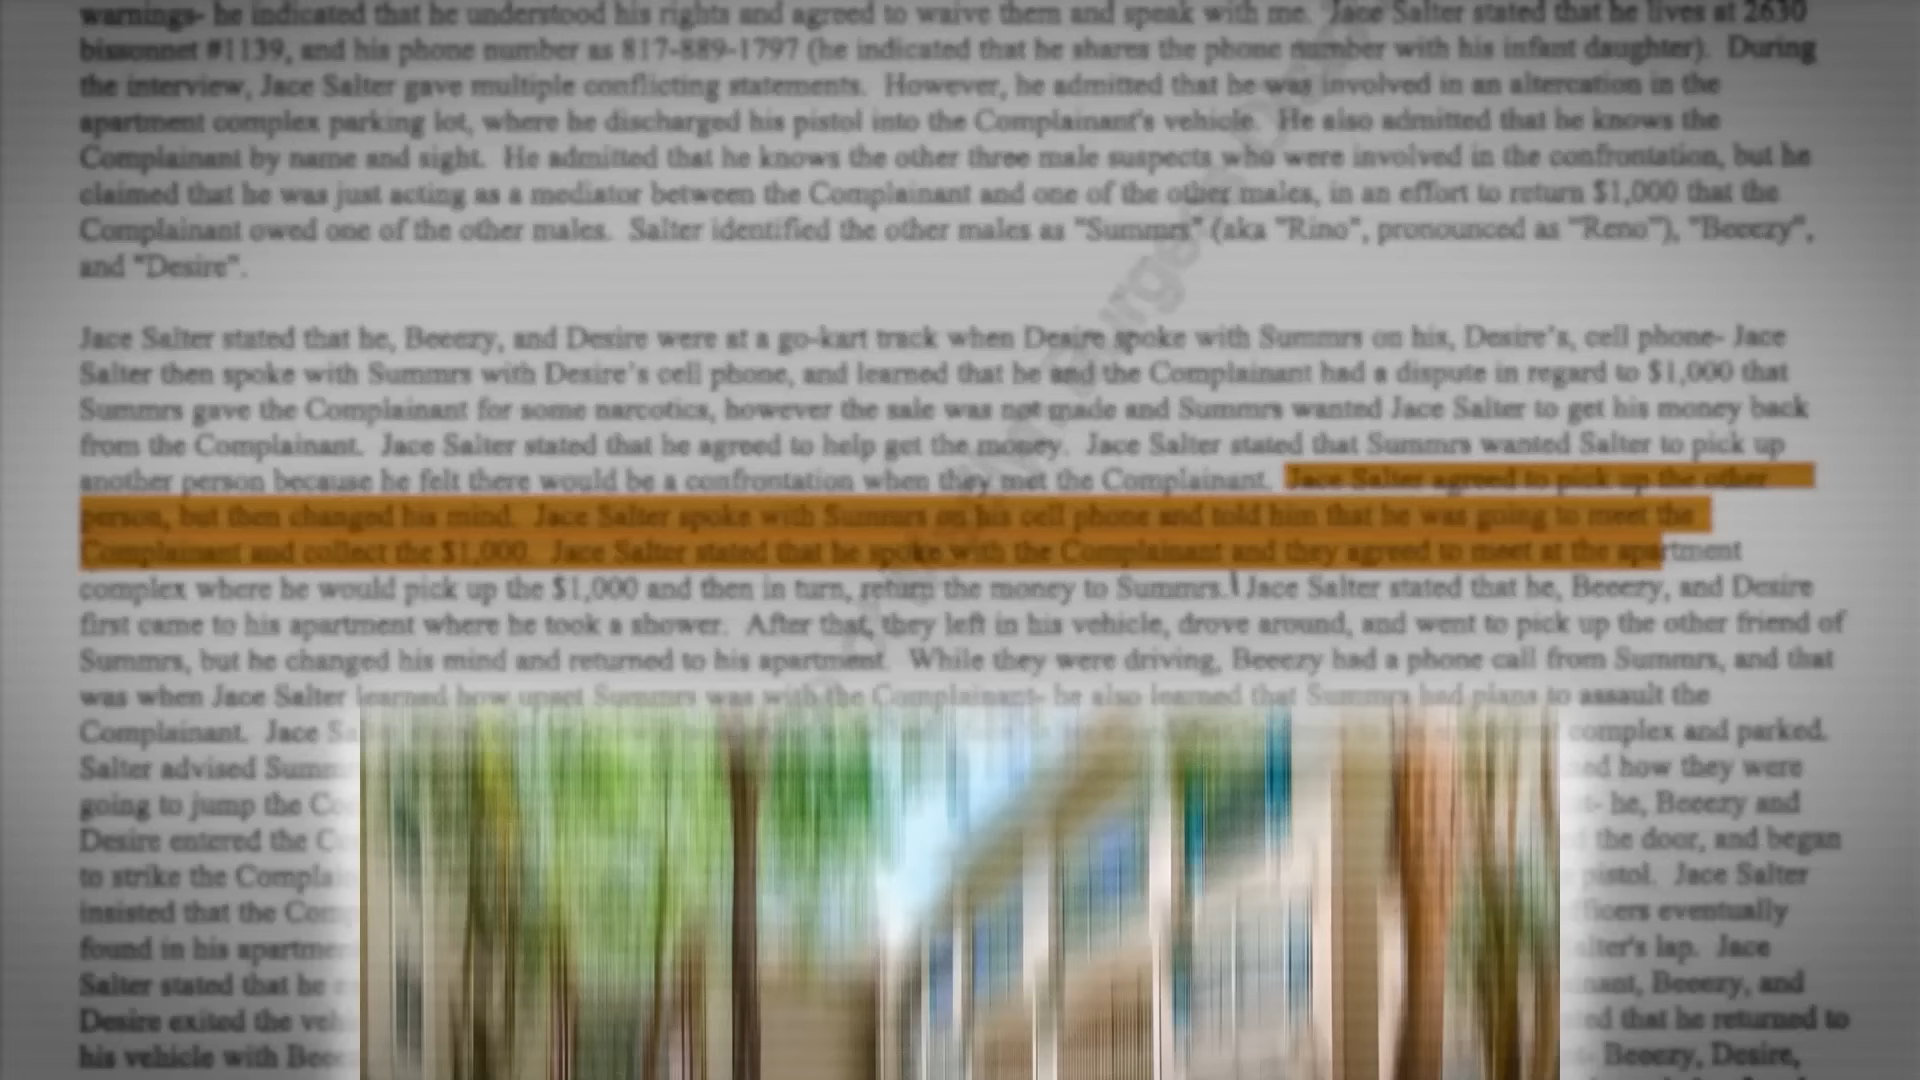 warnings- he indicated that he understood his rights and agreed to waive them and speak with me. Jace Salter stated that he lives at 2630
bissonnet #1139, and his phone number as 817-889-1797 (he indicated that he shares the phone number with his infant daughter). During
the interview, Jace Salter gave multiple conflicting statements. However, he admitted that he was involved in an altercation in the
apartment complex parking lot, where he discharged his pistol into the Complainant's vehicle. He also admitted that he knows the
Complainant by name and sight. He admitted that he knows the other three male suspects who were involved in the confrontation, but he
claimed that he was just acting as a mediator between the Complainant and one of the other males, in an effort to return $1,000 that the
Complainant owed one of the other males. Salter identified the other males as "Summrs" (aka "Rino", pronounced as "Reno"), "Beeezy",
and "Desire".
Jace Salter stated that he, Beeezy, and Desire were at a go-kart track when Desire spoke with Summrs on his, Desire's, cell phone- Jace
Salter then spoke with Summrs with Desire's cell phone, and learned that he and the Complainant had a dispute in regard to $1,000 that
Summrs gave the Complainant for some narcotics, however the sale was not made and Summrs wanted Jace Salter to get his money back
from the Complainant. Jace Salter stated that he agreed to help get the money. Jace Salter stated that Summrs wanted Salter to pick up
another person because he felt there would be a confrontation when they met the Complainant. Jace Salter agreed to pick up the other
person, but then changed his mind. Jace Salter spoke with Summrs on his cell phone and told him that he was going to meet the
Complainant and collect the $1,000. Jace Salter stated that he spoke with the Complainant and they agreed to meet at the apartment
complex where he would pick up the $1,000 and then in turn, return the money to Summrs. Jace Salter stated that he, Beeezy, and Desire
first came to his apartment where he took a shower. After that, they left in his vehicle, drove around, and went to pick up the other friend of
Summrs, but he changed his mind and returned to his apartment. While they were driving, Beeezy had a phone call from Summrs, and that
was when Jace Salter learned how upset Summrs was with the Complainant- he also learned that Summrs had plans to assault the
Complainant. Jace complex and parked.
Salter advised how they were
going to jump the he, Beeezy and
Desire entered the the door, and began
to strike the pistol. Jace Salter
insisted that the eventually
found in his lap. Jace
Salter stated that he Beeezy, and
Desire exited the that he returned to
his vehicle with Beeezy, Desire,